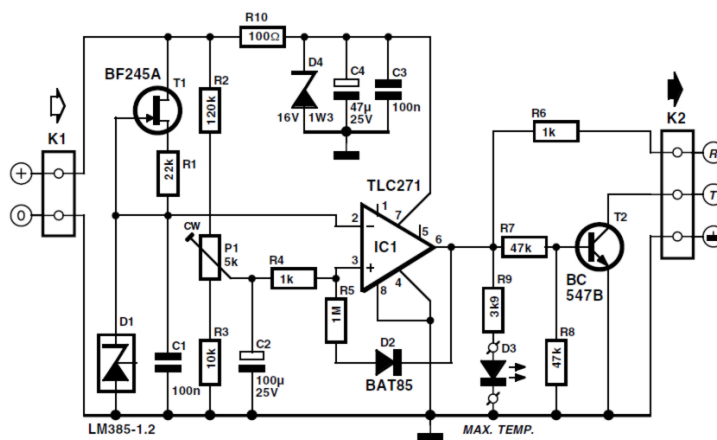 R10
100Ω
BF245A
T1
R2
120k
D4
16V
1W3
C4
47µ
25V
C3
100n
K1
+
0
R1
22k
R6
1k
K2
R
T
TLC271
2
1
7
5
6
3
8
4
IC1
CW
P1
5k
R4
1k
R5
1M
D2
BAT85
R7
47k
T2
BC
547B
R9
3k9
D3
R8
47k
D1
LM385-1.2
C1
100n
R3
10k
C2
100µ
25V
MAX. TEMP.